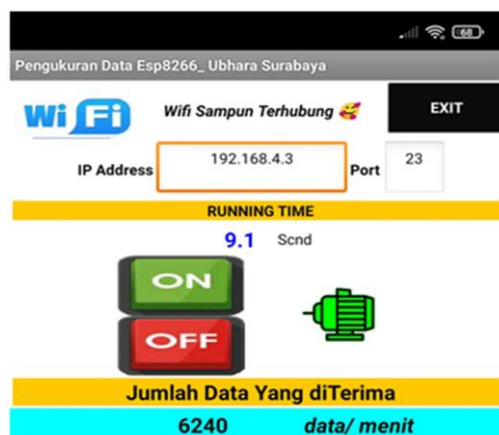 68
Pengukuran Data Esp8266_ Ubhara Surabaya
Wi Fi
Wifi Sampun Terhubung 🥰
EXIT
IP Address 192.168.4.3 Port 23
RUNNING TIME
9.1 Scnd
ON
OFF
Jumlah Data Yang diTerima
6240 data/ menit